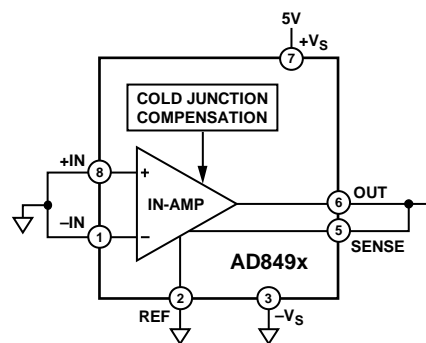 5V
+VS
7
COLD JUNCTION
COMPENSATION
+IN
8
+
IN-AMP
6
OUT
–IN
1
–
5
SENSE
AD849x
2
3
REF
–VS